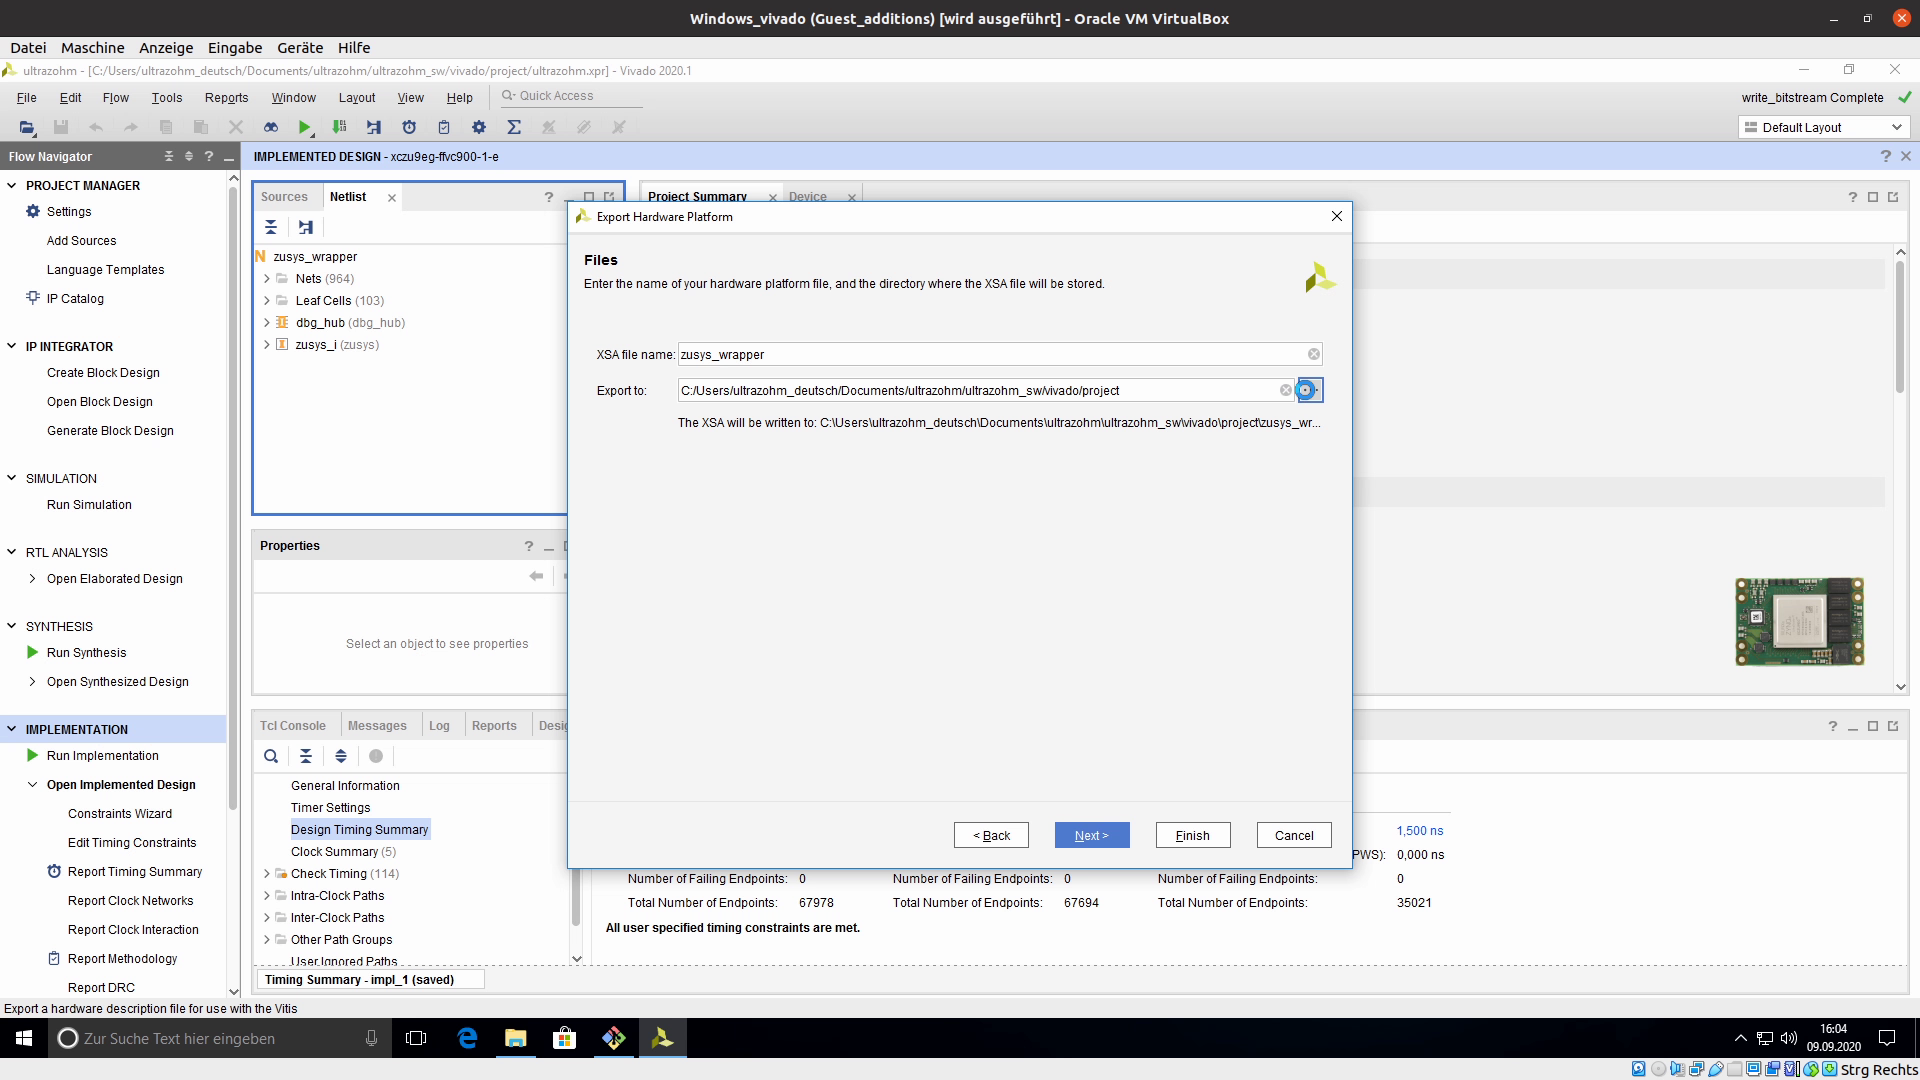 Windows_vivado (Guest_additions) [wird ausgeführt] - Oracle VM VirtualBox
Datei Maschine Anzeige Eingabe Geräte Hilfe
ultrazohm - [C:/Users/ultrazohm_deutsch/Documents/ultrazohm/ultrazohm_sw/vivado/project/ultrazohm.xpr] - Vivado 2020.1
File Edit Flow Tools Reports Window Layout View Help Quick Access
write_bitstream Complete
Default Layout
Flow Navigator
IMPLEMENTED DESIGN - xczu9eg-ffvc900-1-e
PROJECT MANAGER
Settings
Add Sources
Language Templates
IP Catalog
IP INTEGRATOR
Create Block Design
Open Block Design
Generate Block Design
SIMULATION
Run Simulation
RTL ANALYSIS
Open Elaborated Design
SYNTHESIS
Run Synthesis
Open Synthesized Design
IMPLEMENTATION
Run Implementation
Open Implemented Design
Constraints Wizard
Edit Timing Constraints
Report Timing Summary
Report Clock Networks
Report Clock Interaction
Report Methodology
Report DRC
Sources Netlist
zusys_wrapper
Nets (964)
Leaf Cells (103)
dbg_hub (dbg_hub)
zusys_i (zusys)
Properties
Select an object to see properties
Project Summary Device
Export Hardware Platform
Files
Enter the name of your hardware platform file, and the directory where the XSA file will be stored.
XSA file name: zusys_wrapper
Export to: C:/Users/ultrazohm_deutsch/Documents/ultrazohm/ultrazohm_sw/vivado/project
The XSA will be written to: C:\Users\ultrazohm_deutsch\Documents\ultrazohm\ultrazohm_sw\vivado\project\zusys_wr...
< Back Next > Finish Cancel
Tcl Console Messages Log Reports Desig
General Information
Timer Settings
Design Timing Summary
Clock Summary (5)
Check Timing (114)
Intra-Clock Paths
Inter-Clock Paths
Other Path Groups
User Ignored Paths
1,500 ns
PWS): 0,000 ns
Number of Failing Endpoints: 0 Number of Failing Endpoints: 0 Number of Failing Endpoints: 0
Total Number of Endpoints: 67978 Total Number of Endpoints: 67694 Total Number of Endpoints: 35021
All user specified timing constraints are met.
Timing Summary - impl_1 (saved)
Export a hardware description file for use with the Vitis
Zur Suche Text hier eingeben
16:04
09.09.2020
Strg Rechts